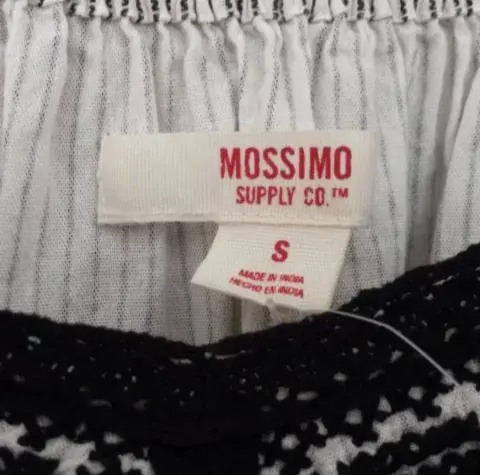 MOSSIMO
SUPPLY CO.™
S
MADE IN INDIA
HECHO EN INDIA